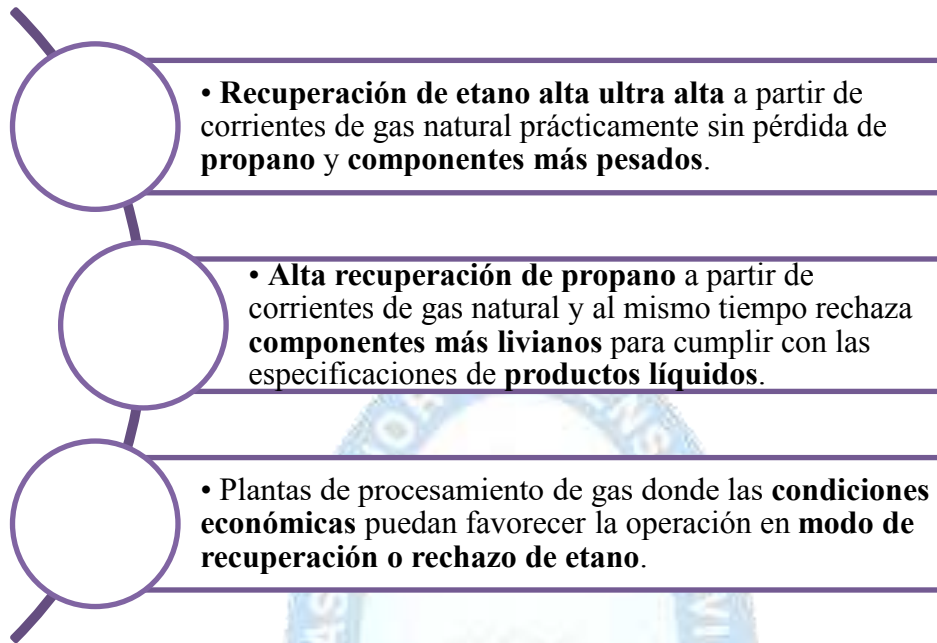 • Recuperación de etano alta ultra alta a partir de
corrientes de gas natural prácticamente sin pérdida de
propano y componentes más pesados.
• Alta recuperación de propano a partir de
corrientes de gas natural y al mismo tiempo rechaza
componentes más livianos para cumplir con las
especificaciones de productos líquidos.
• Plantas de procesamiento de gas donde las condiciones
económicas puedan favorecer la operación en modo de
recuperación o rechazo de etano.